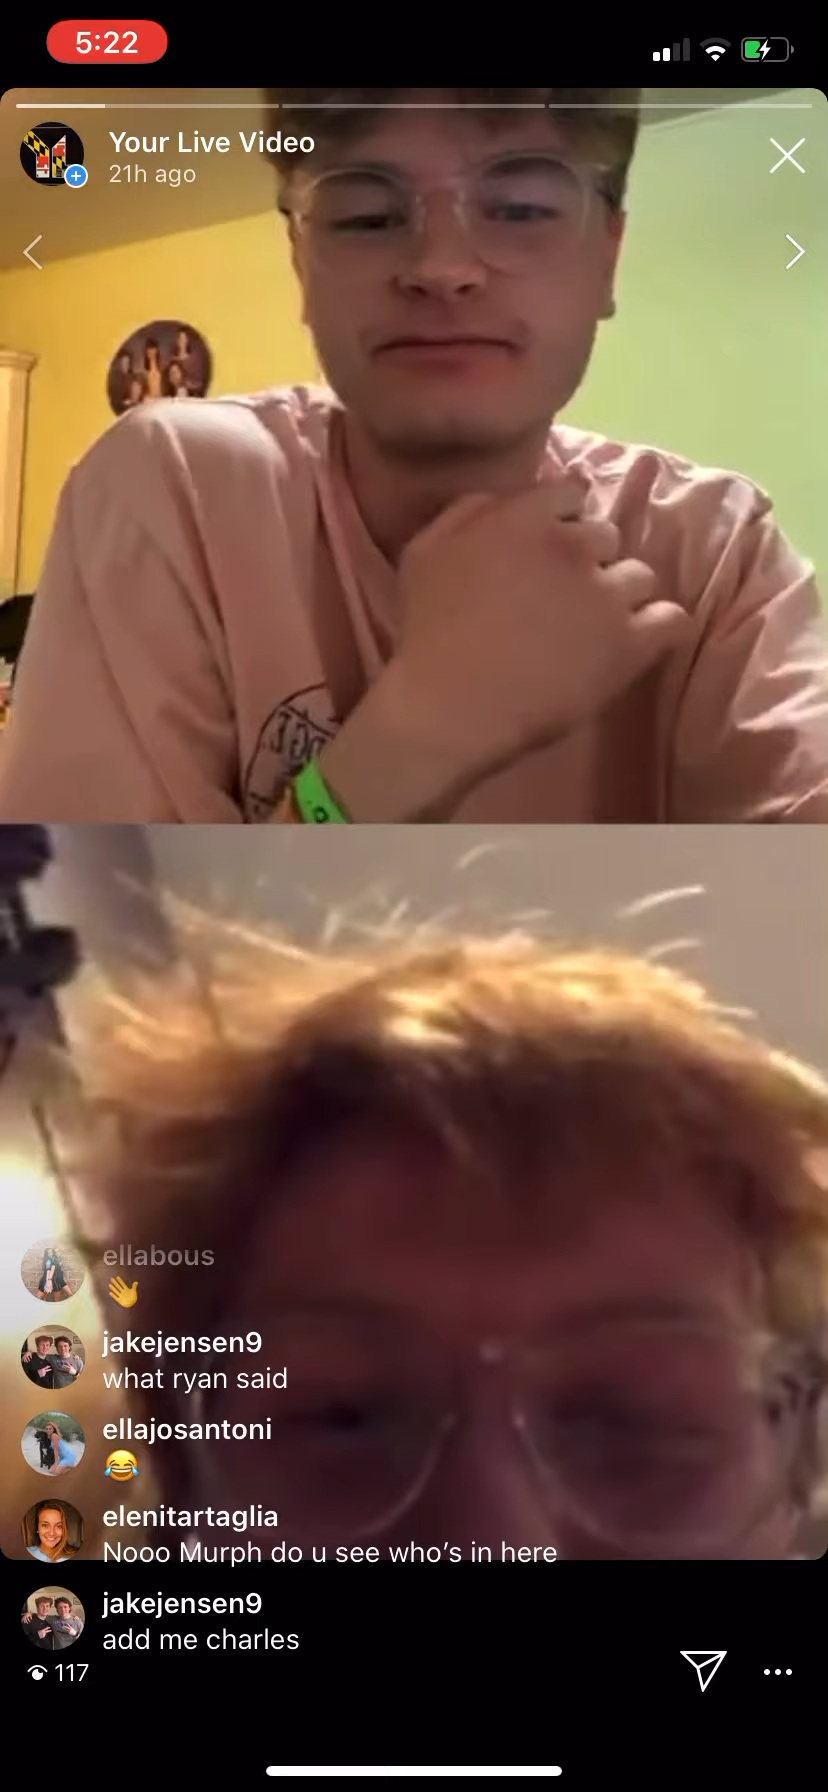 5:22
Your Live Video
21h ago
ellabous
👋
jakejensen9
what ryan said
ellajosantoni
😂
elenitartaglia
Nooo Murph do u see who's in here
jakejensen9
add me charles
117